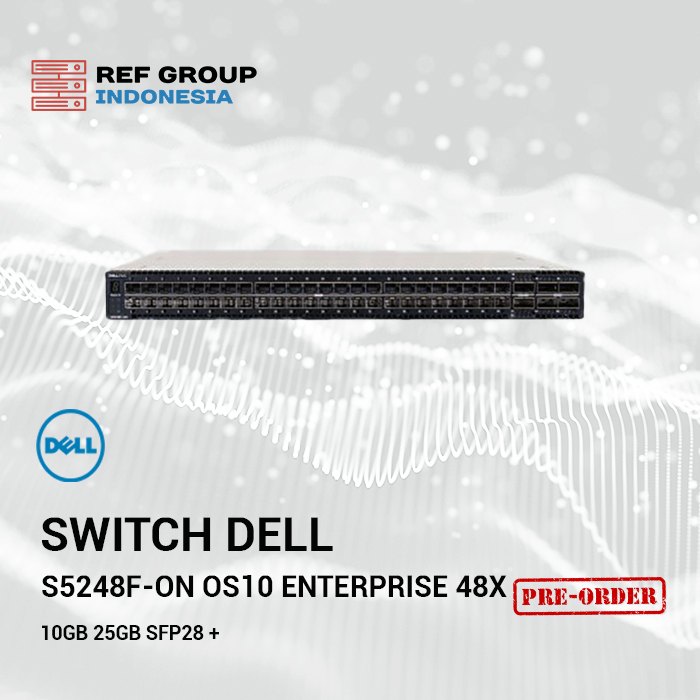 REF GROUP
INDONESIA
DELL
SWITCH DELL
S5248F-ON OS10 ENTERPRISE 48X
PRE-ORDER
10GB 25GB SFP28 +